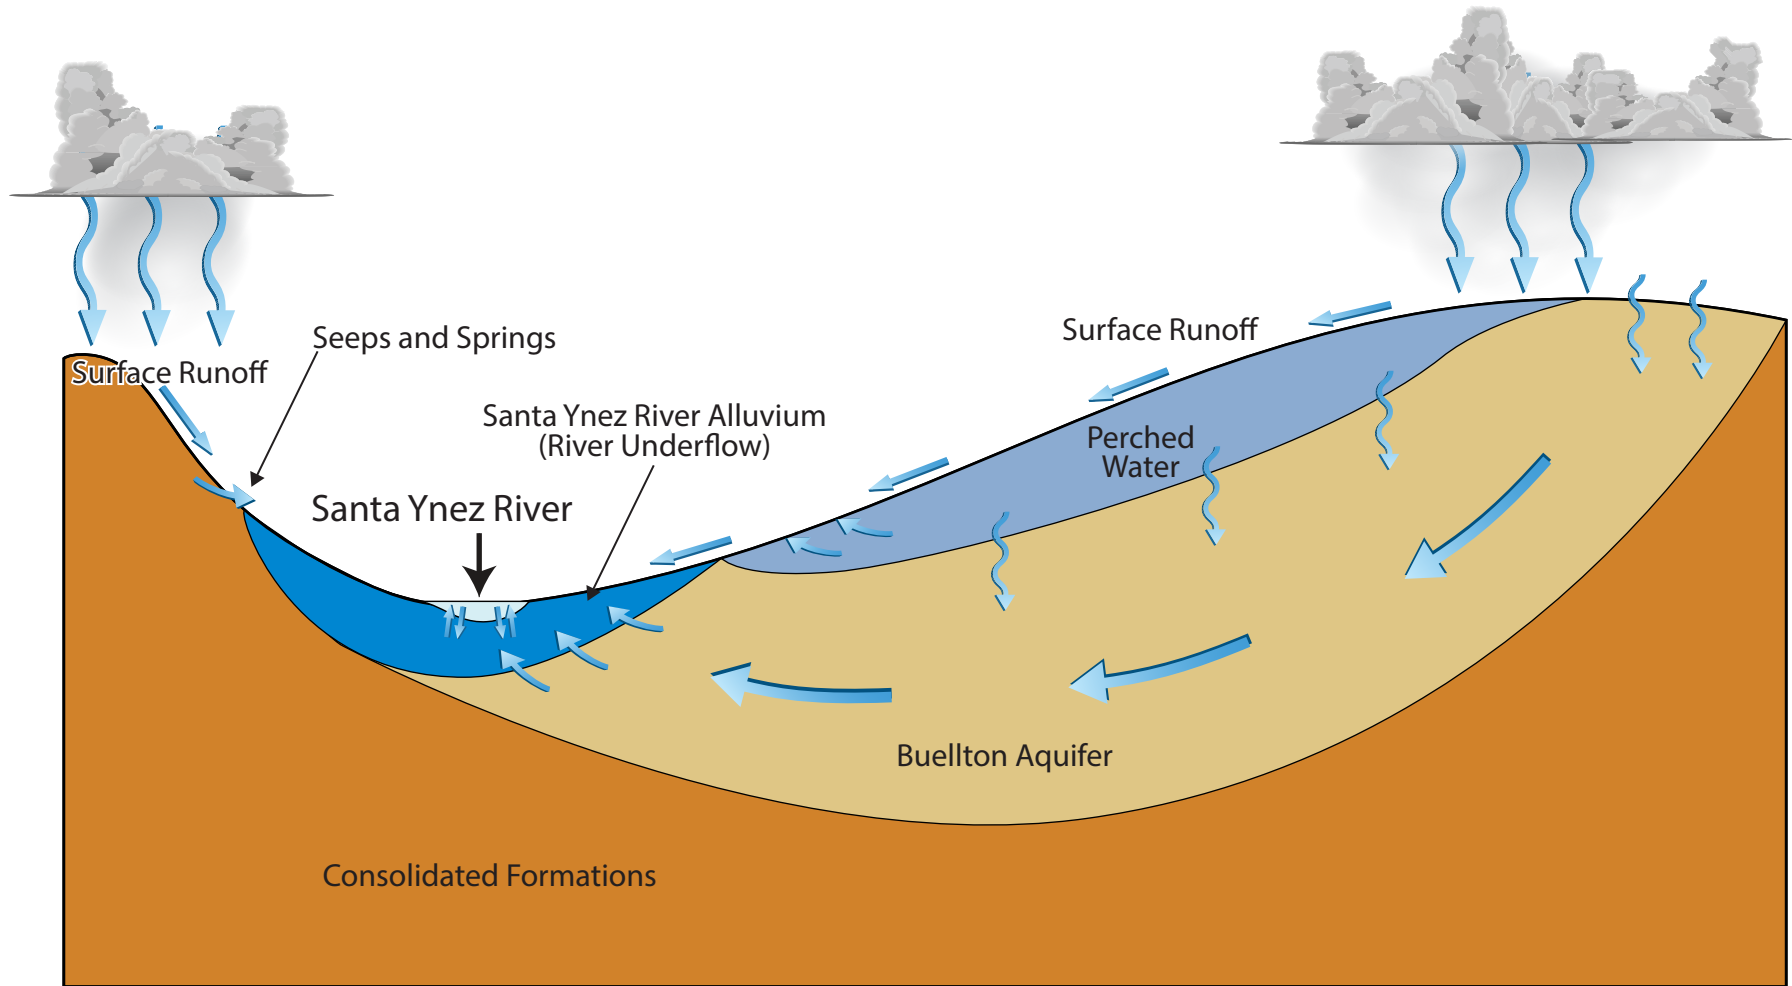 Seeps and Springs
Surface Runoff
Surface Runoff
Santa Ynez River Alluvium
(River Underflow)
Perched
Water
Santa Ynez River
Buellton Aquifer
Consolidated Formations